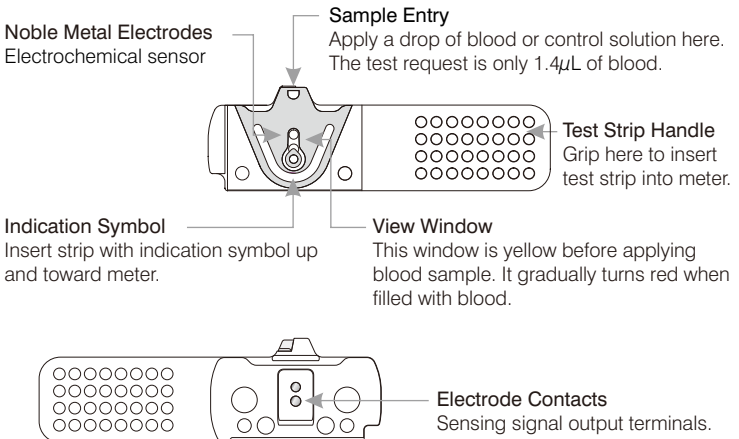 Sample Entry
Apply a drop of blood or control solution here.
The test request is only 1.4μL of blood.
Noble Metal Electrodes
Electrochemical sensor
Test Strip Handle
Grip here to insert
test strip into meter.
Indication Symbol
Insert strip with indication symbol up
and toward meter.
View Window
This window is yellow before applying
blood sample. It gradually turns red when
filled with blood.
Electrode Contacts
Sensing signal output terminals.